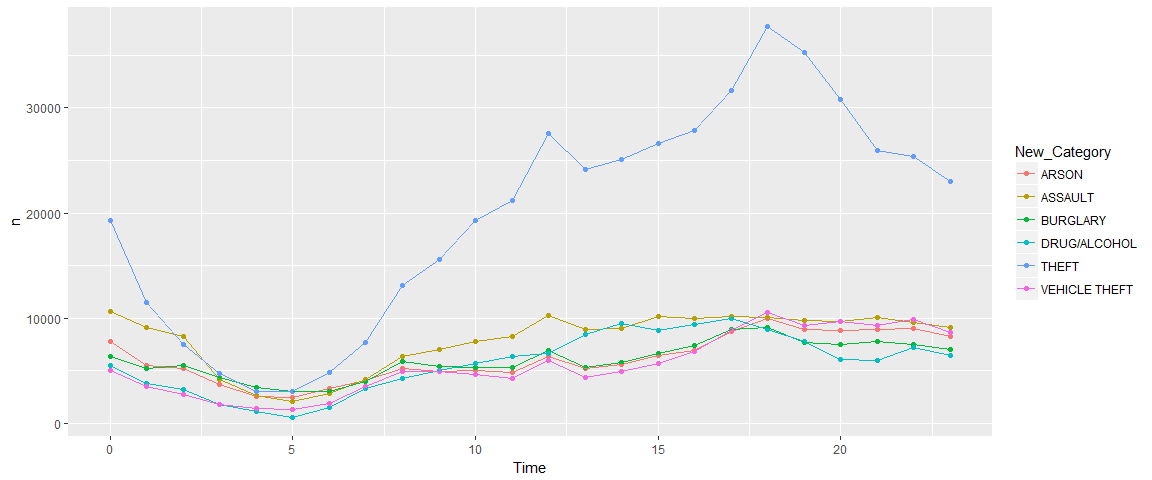 30000
20000
10000
0
n
0 5 10 15 20
Time
New_Category
ARSON
ASSAULT
BURGLARY
DRUG/ALCOHOL
THEFT
VEHICLE THEFT